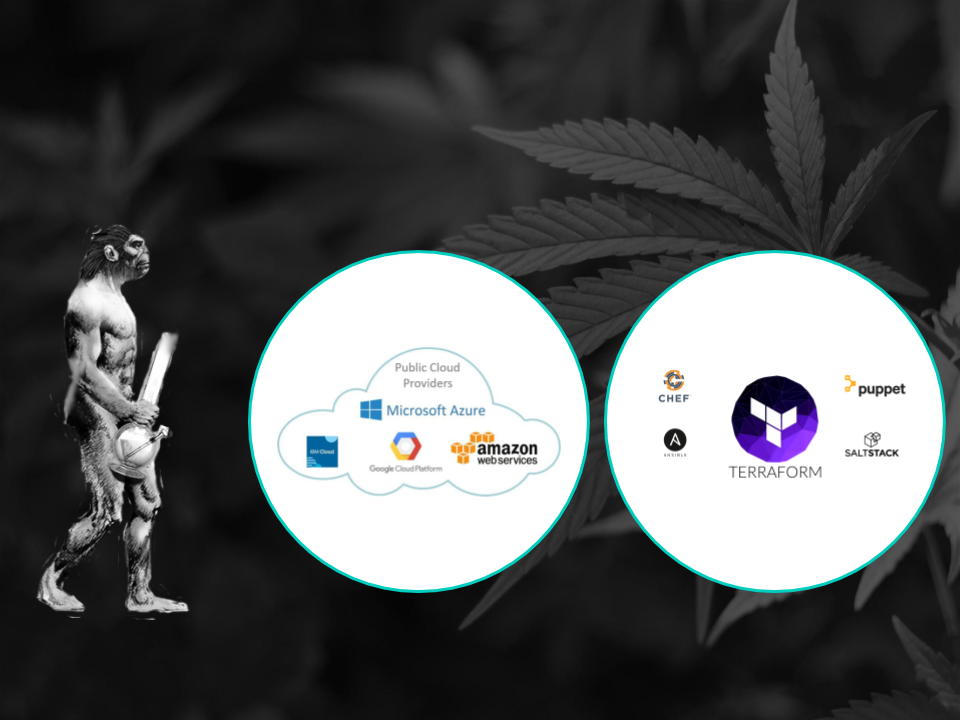 Public Cloud
Providers
Microsoft Azure
IBM Cloud
Google Cloud Platform
amazon
web services
CHEF
ANSIBLE
TERRAFORM
puppet
SALTSTACK